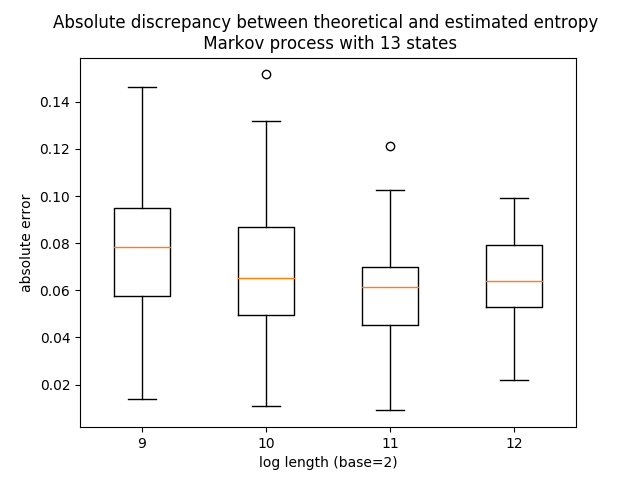 Absolute discrepancy between theoretical and estimated entropy
Markov process with 13 states
0.14
0.12
0.10
0.08
0.06
0.04
0.02
absolute error
9 10 11 12
log length (base=2)